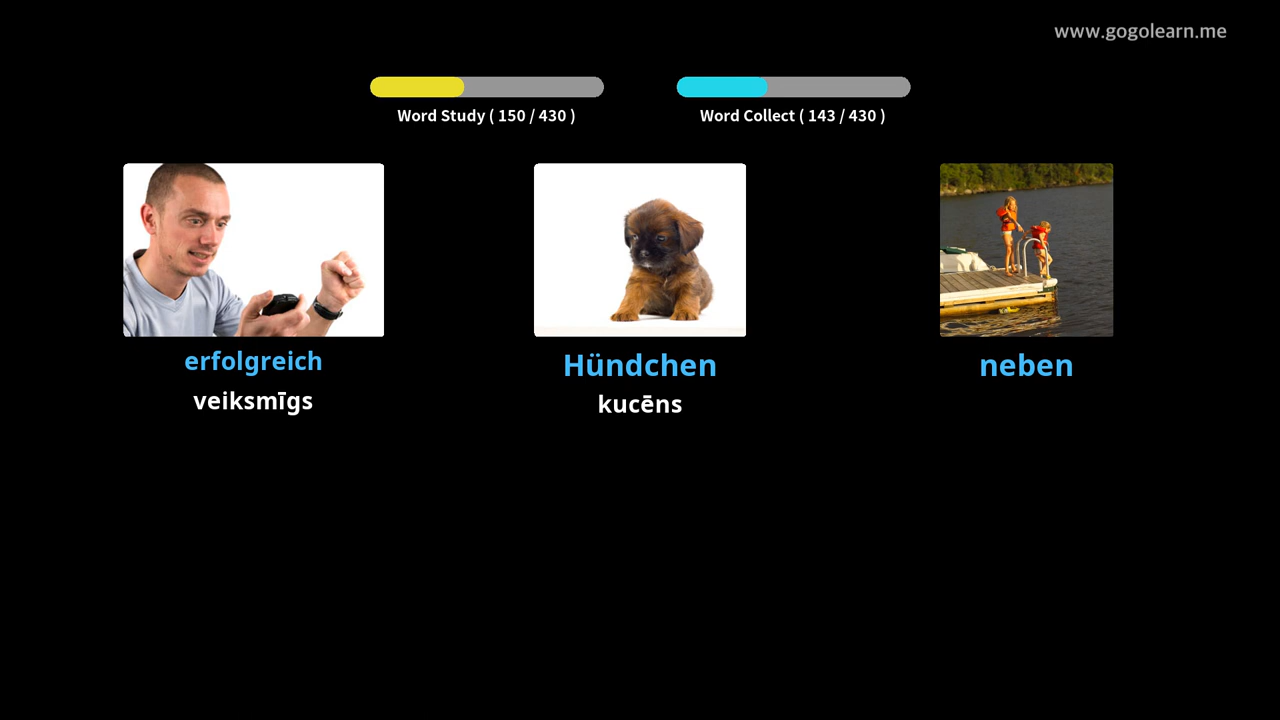 www.gogolearn.me
Word Study ( 150 / 430 )
Word Collect ( 143 / 430 )
erfolgreich
veiksmīgs
Hündchen
kucēns
neben